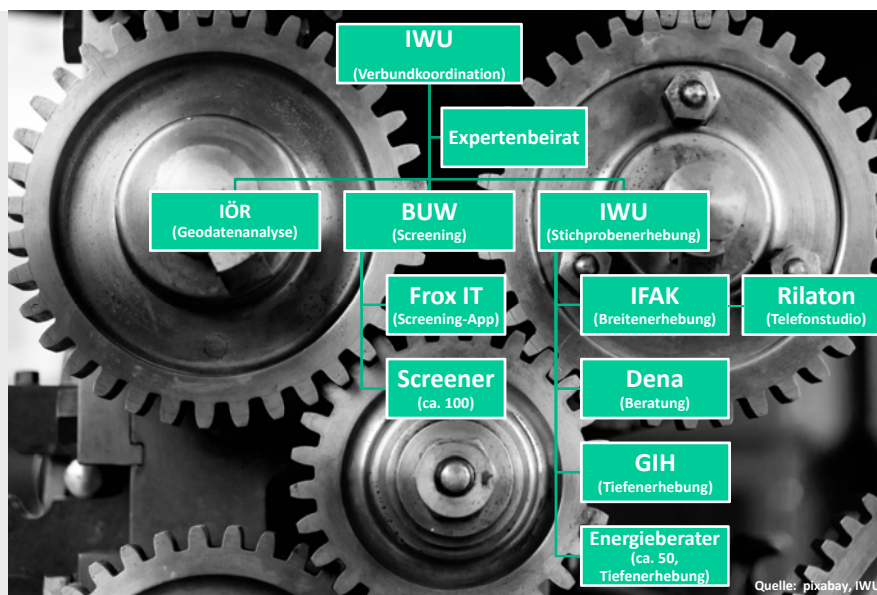 IWU
(Verbundkoordination)
Expertenbeirat
IÖR
(Geodatenanalyse)
BUW
(Screening)
IWU
(Stichprobenerhebung)
Frox IT
(Screening-App)
IFAK
(Breitenerhebung)
Rilaton
(Telefonstudio)
Screener
(ca. 100)
Dena
(Beratung)
GIH
(Tiefenerhebung)
Energieberater
(ca. 50,
Tiefenerhebung)
Quelle: pixabay, IWU